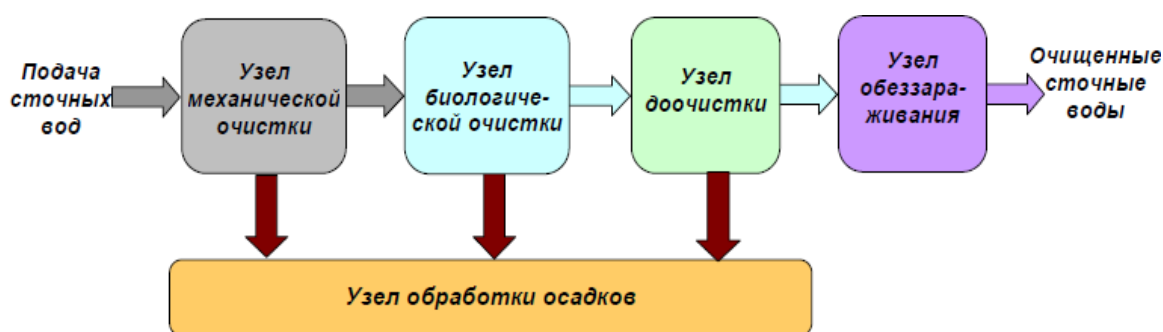 Подача
сточных
вод
Узел
механической
очистки
Узел
биологиче-
ской очистки
Узел
доочистки
Узел
обеззара-
живания
Очищенные
сточные
воды
Узел обработки осадков